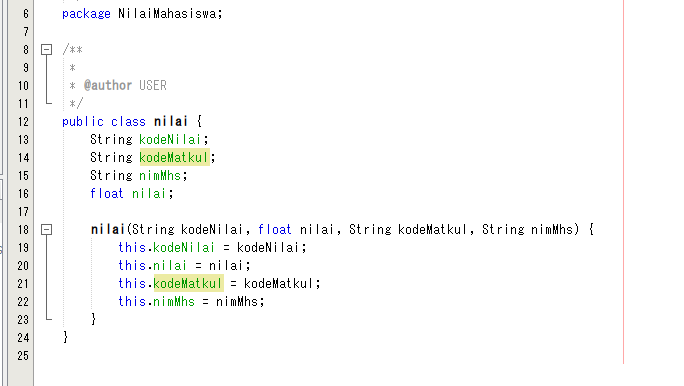 6 package NilaiMahasiswa;
7
8 /**
9  *
10  * @author USER
11  */
12 public class nilai {
13     String kodeNilai;
14     String kodeMatkul;
15     String nimMhs;
16     float nilai;
17
18     nilai(String kodeNilai, float nilai, String kodeMatkul, String nimMhs) {
19         this.kodeNilai = kodeNilai;
20         this.nilai = nilai;
21         this.kodeMatkul = kodeMatkul;
22         this.nimMhs = nimMhs;
23     }
24 }
25